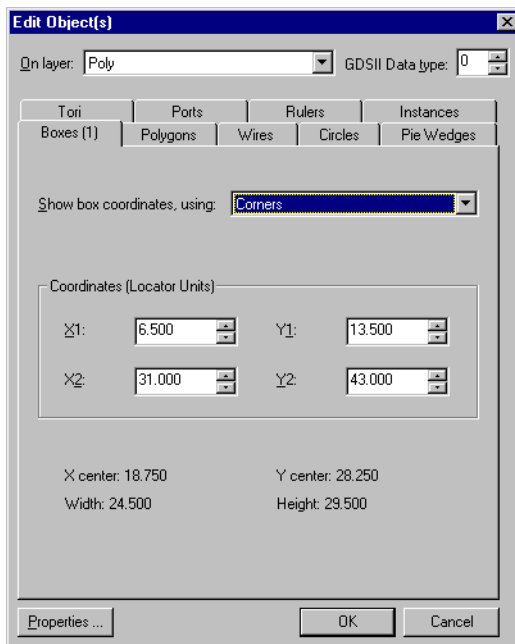 Edit Object(s)
On layer: Poly GDSII Data type: 0
Tori Ports Rulers Instances
Boxes (1) Polygons Wires Circles Pie Wedges
Show box coordinates, using: Corners
Coordinates (Locator Units)
X1: 6.500 Y1: 13.500
X2: 31.000 Y2: 43.000
X center: 18.750 Y center: 28.250
Width: 24.500 Height: 29.500
Properties ... OK Cancel